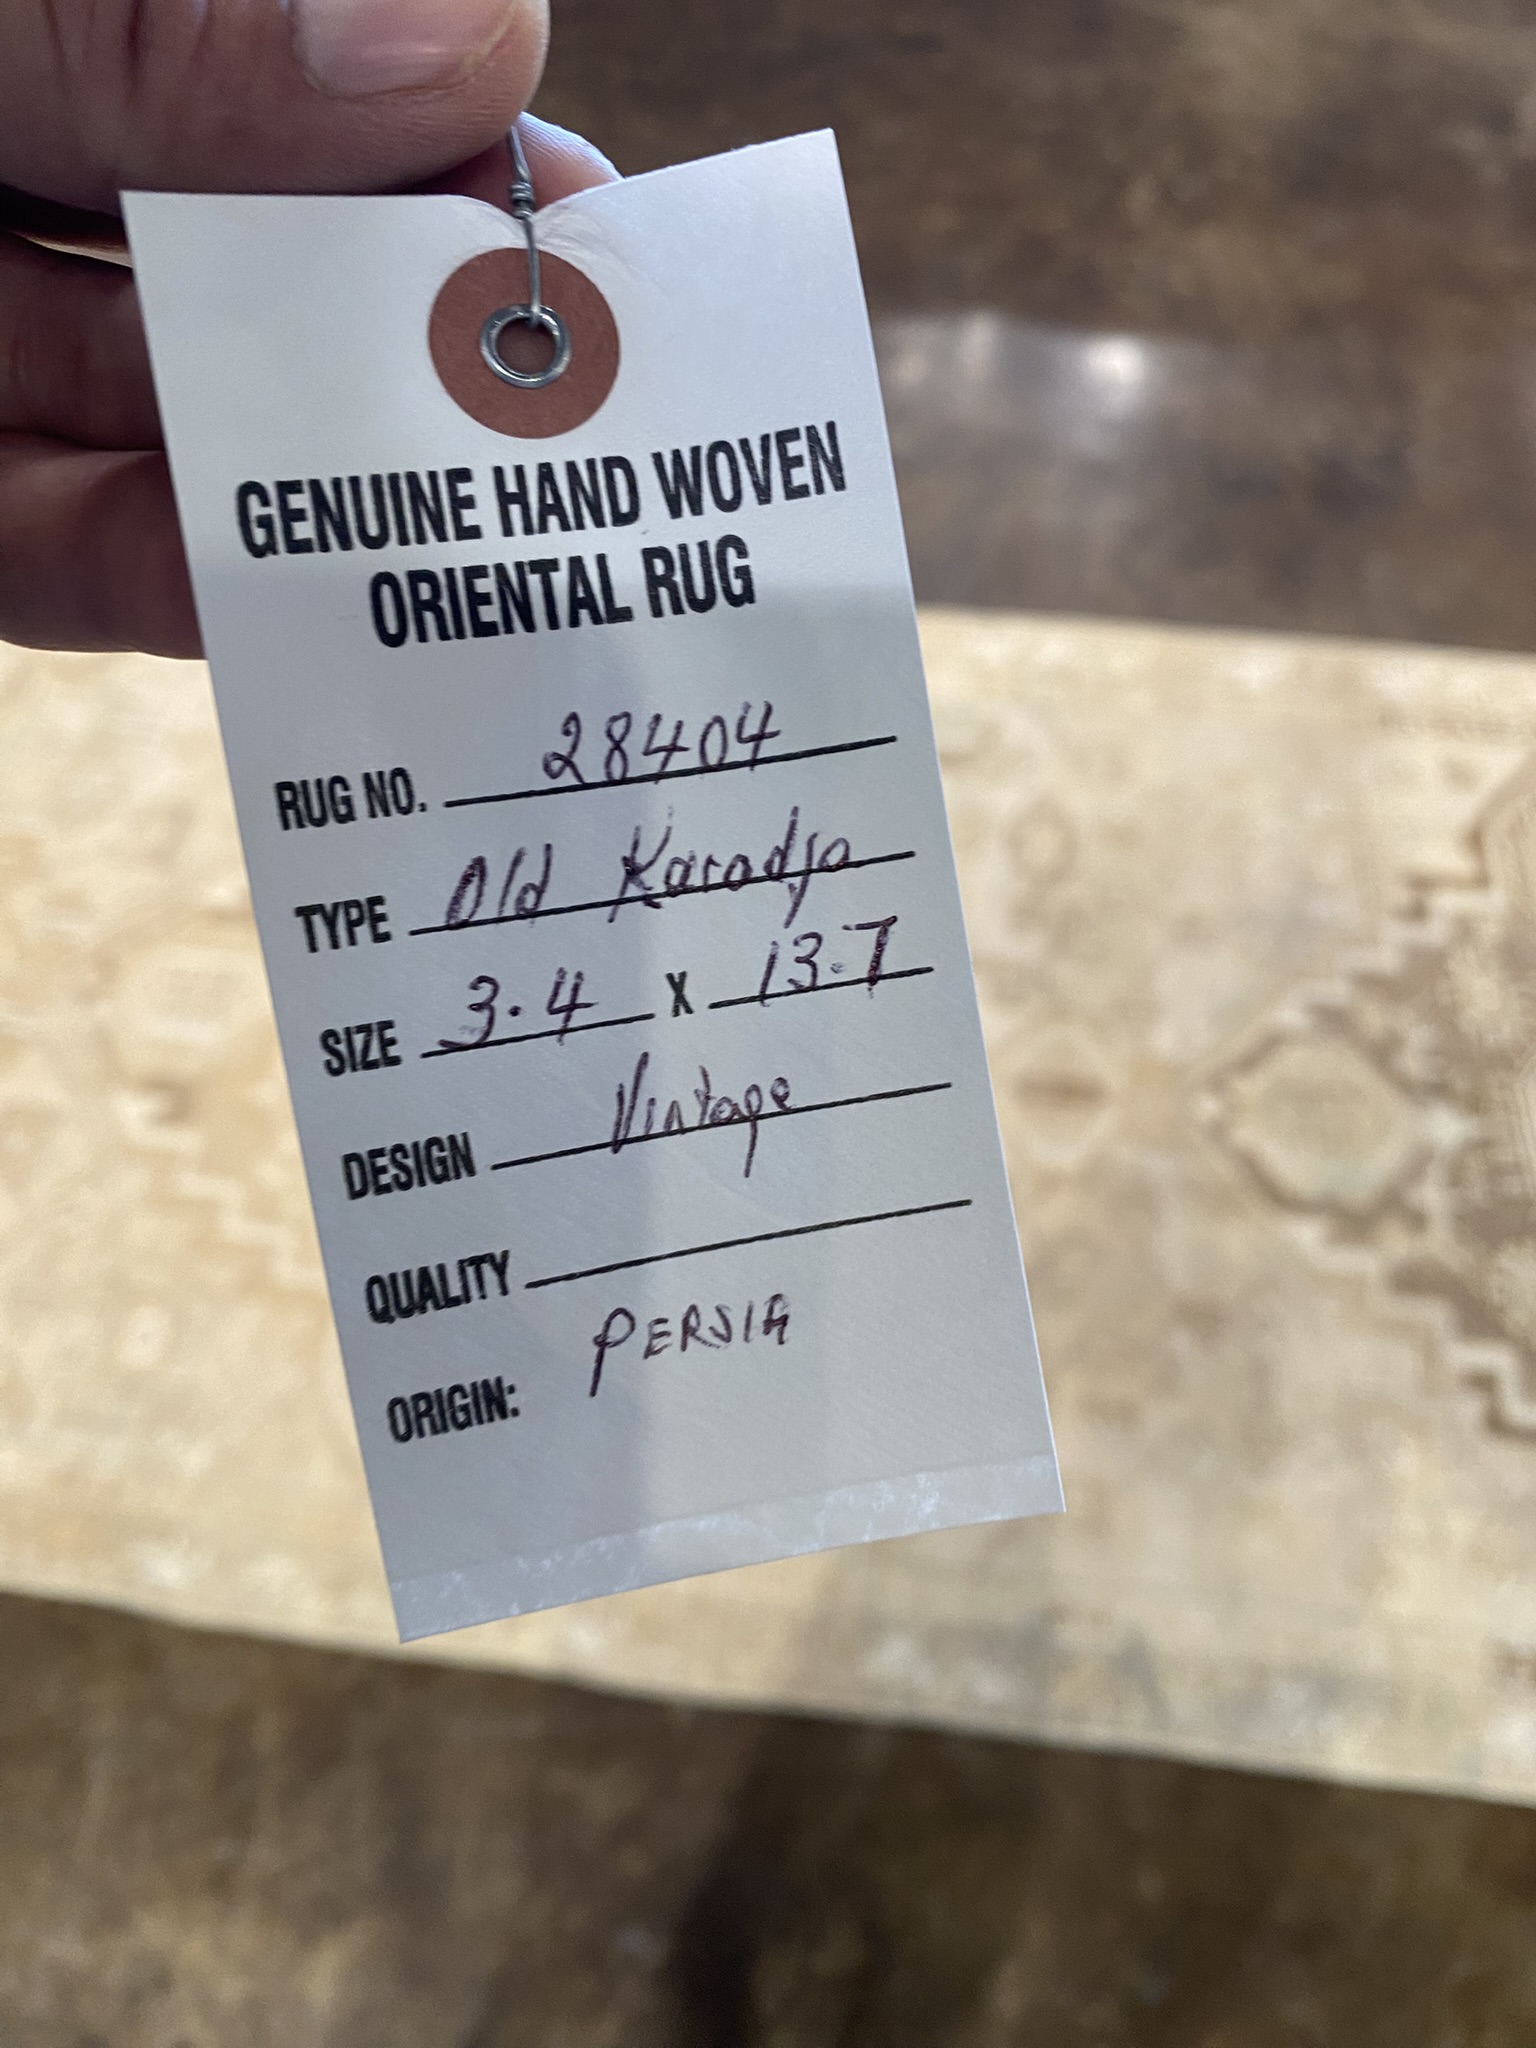 GENUINE HAND WOVEN
ORIENTAL RUG
RUG NO. 28404
TYPE Old Karadja
SIZE 3.4 X 13.7
DESIGN Vintage
QUALITY
ORIGIN: PERSIA